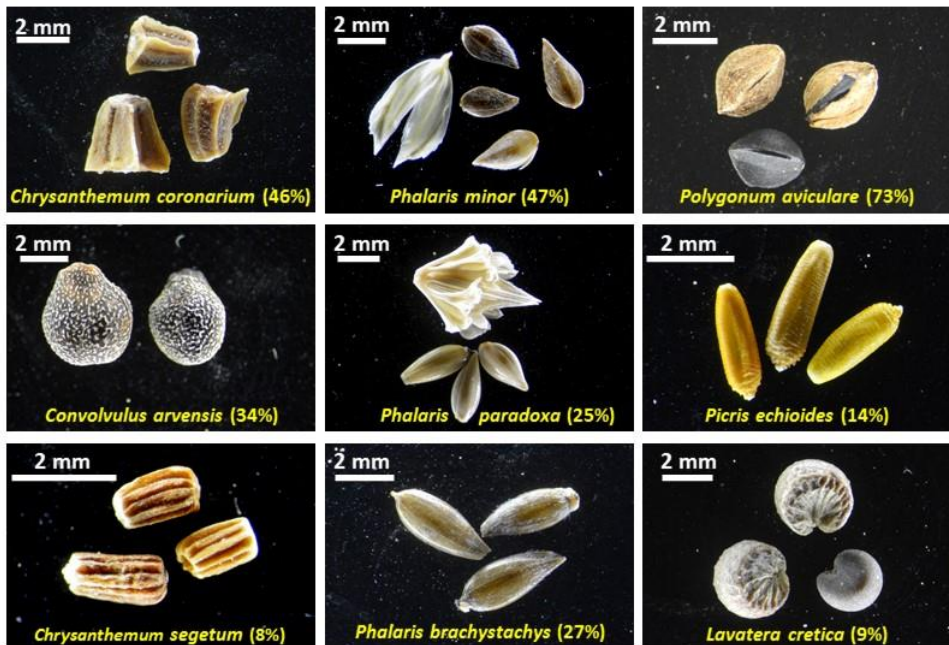 2 mm
Chrysanthemum coronarium (46%)
2 mm
Phalaris minor (47%)
2 mm
Polygonum aviculare (73%)
2 mm
Convolvulus arvensis (34%)
2 mm
Phalaris paradoxa (25%)
2 mm
Picris echioides (14%)
2 mm
Chrysanthemum segetum (8%)
2 mm
Phalaris brachystachys (27%)
2 mm
Lavatera cretica (9%)